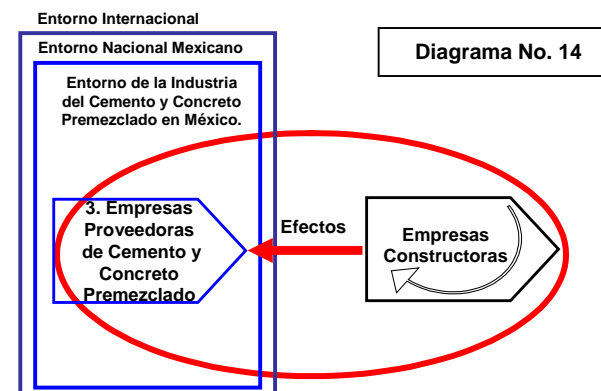 Entorno Internacional
Entorno Nacional Mexicano
Diagrama No. 14
Entorno de la Industria
del Cemento y Concreto
Premezclado en México.
3. Empresas
Proveedoras
de Cemento y
Concreto
Premezclado
Efectos
Empresas
Constructoras